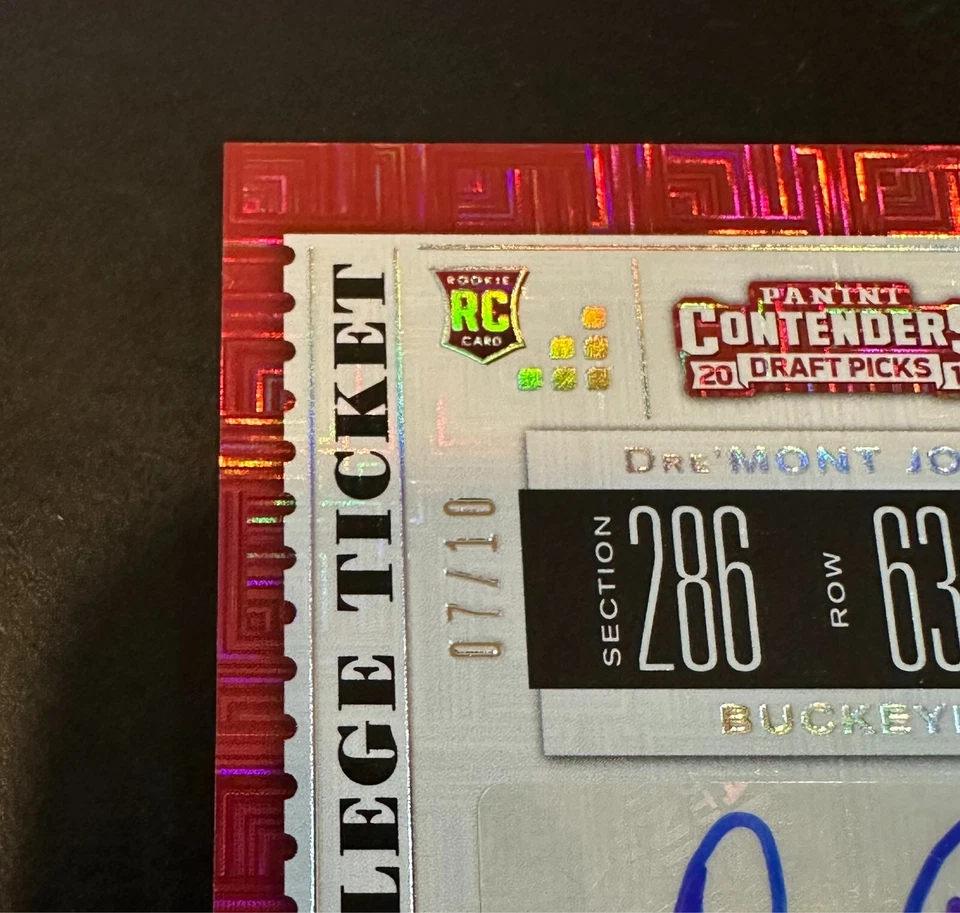 ROOKIE
RC
CARD
PANINI
CONTENDERS
DRAFT PICKS
20 1
DRE'MONT JO
SECTION 286 ROW 63
BUCKEY
07/10
LEGE TICKET